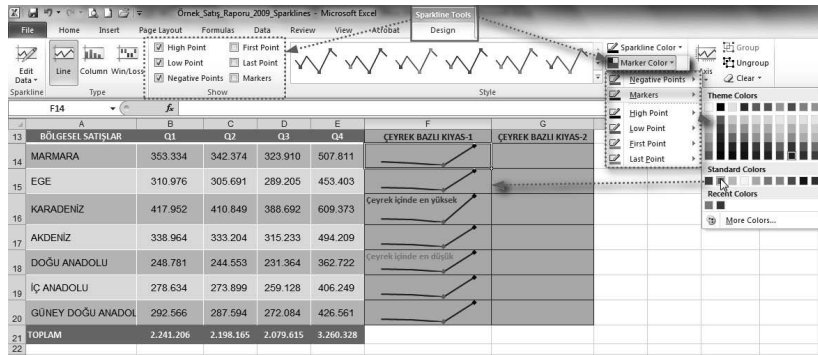 Örnek_Satış_Raporu_2009_Sparklines - Microsoft Excel
Sparkline Tools
File Home Insert Page Layout Formulas Data Review View Acrobat Design
High Point First Point
Low Point Last Point
Negative Points Markers
Edit Data
Line Column Win/Loss
Sparkline Type Show Style
Sparkline Color
Marker Color
Group
Ungroup
Clear
Negative Points
Markers
High Point
Low Point
First Point
Last Point
Theme Colors
Standard Colors
Recent Colors
More Colors...
F14 fx
A B C D E F G
13 BÖLGESEL SATIŞLAR Q1 Q2 Q3 Q4 ÇEYREK BAZLI KIYAS-1 ÇEYREK BAZLI KIYAS-2
14 MARMARA 353.334 342.374 323.910 507.811
15 EGE 310.976 305.691 289.205 453.403
16 KARADENİZ 417.952 410.849 388.692 609.373 Çeyrek içinde en yüksek
17 AKDENİZ 338.964 333.204 315.233 494.209
18 DOĞU ANADOLU 248.781 244.553 231.364 362.722 Çeyrek içinde en düşük
19 İÇ ANADOLU 278.634 273.899 259.128 406.249
20 GÜNEY DOĞU ANADOL 292.566 287.594 272.084 426.561
21 TOPLAM 2.241.206 2.198.165 2.079.615 3.260.328
22